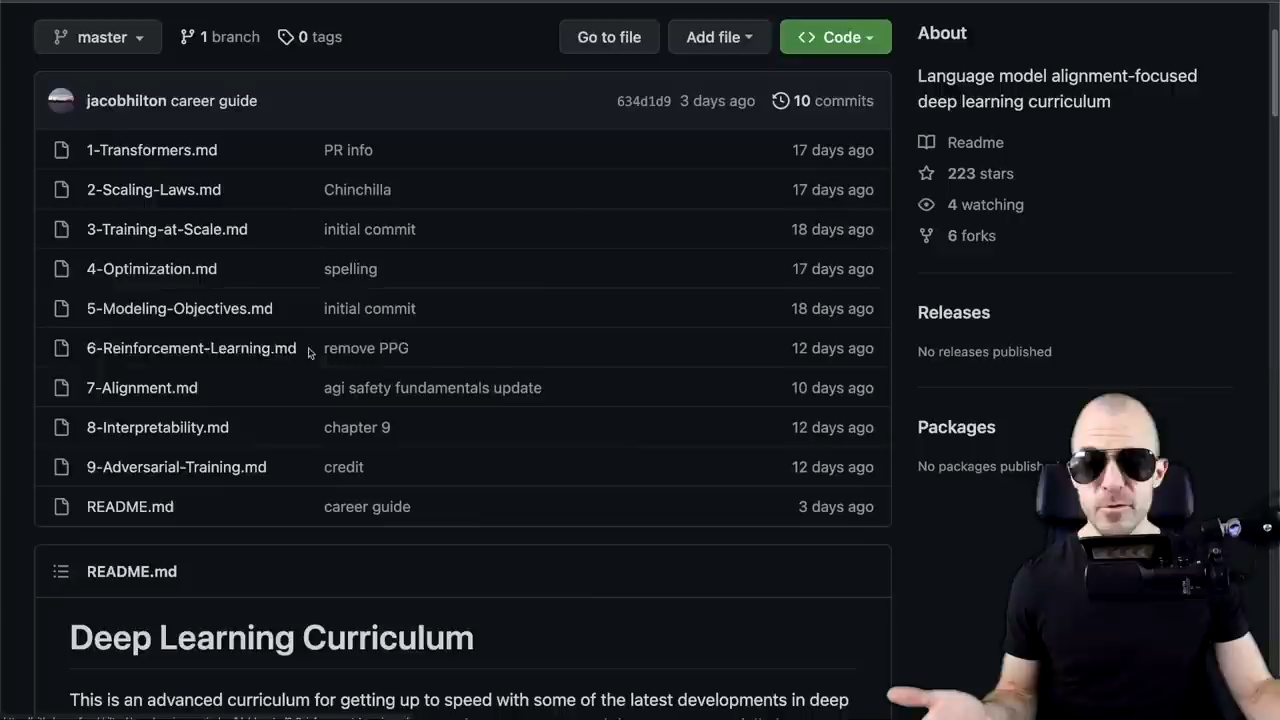 master 1 branch 0 tags Go to file Add file Code
jacobhilton career guide 634d1d9 3 days ago 10 commits
1-Transformers.md PR info 17 days ago
2-Scaling-Laws.md Chinchilla 17 days ago
3-Training-at-Scale.md initial commit 18 days ago
4-Optimization.md spelling 17 days ago
5-Modeling-Objectives.md initial commit 18 days ago
6-Reinforcement-Learning.md remove PPG 12 days ago
7-Alignment.md agi safety fundamentals update 10 days ago
8-Interpretability.md chapter 9 12 days ago
9-Adversarial-Training.md credit 12 days ago
README.md career guide 3 days ago
README.md
Deep Learning Curriculum
This is an advanced curriculum for getting up to speed with some of the latest developments in deep
About
Language model alignment-focused
deep learning curriculum
Readme
223 stars
4 watching
6 forks
Releases
No releases published
Packages
No packages publish